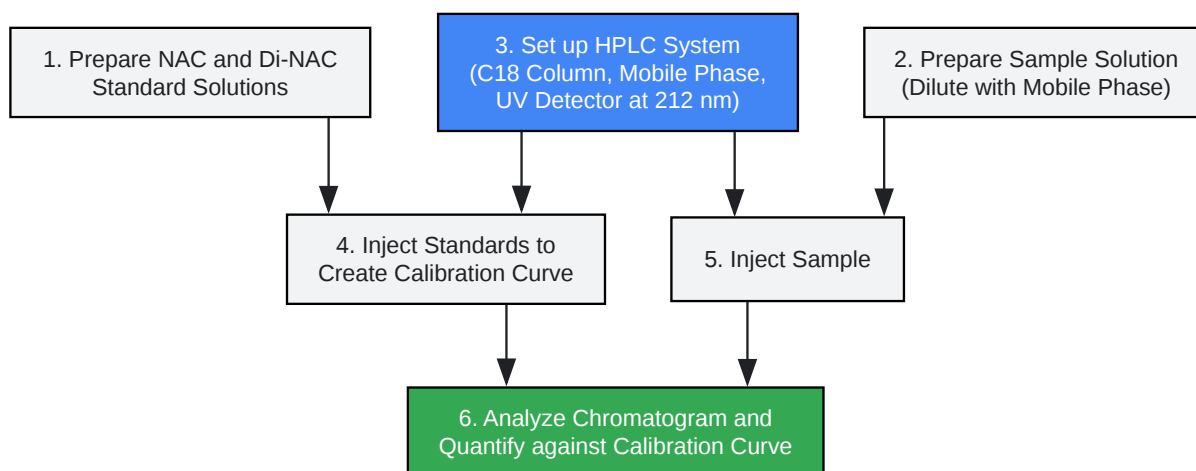 1. Prepare NAC and Di-NAC
Standard Solutions
3. Set up HPLC System
(C18 Column, Mobile Phase,
UV Detector at 212 nm)
2. Prepare Sample Solution
(Dilute with Mobile Phase)
4. Inject Standards to
Create Calibration Curve
5. Inject Sample
6. Analyze Chromatogram and
Quantify against Calibration Curve